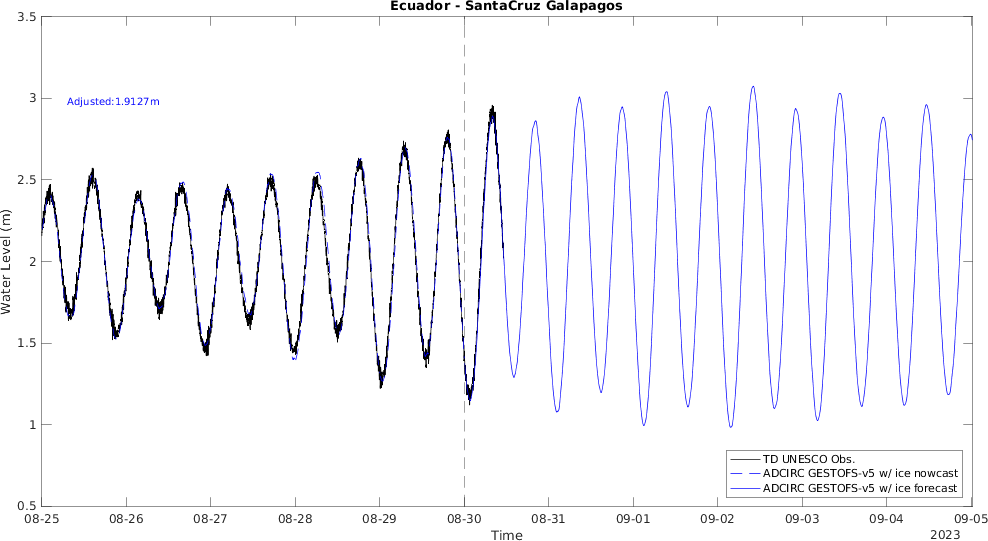 Ecuador - SantaCruz Galapagos
3.5
3
2.5
2
1.5
1
0.5
Water Level (m)
Adjusted:1.9127m
TD UNESCO Obs.
ADCIRC GESTOFS-v5 w/ ice nowcast
ADCIRC GESTOFS-v5 w/ ice forecast
08-25 08-26 08-27 08-28 08-29 08-30 08-31 09-01 09-02 09-03 09-04 09-05
Time
2023